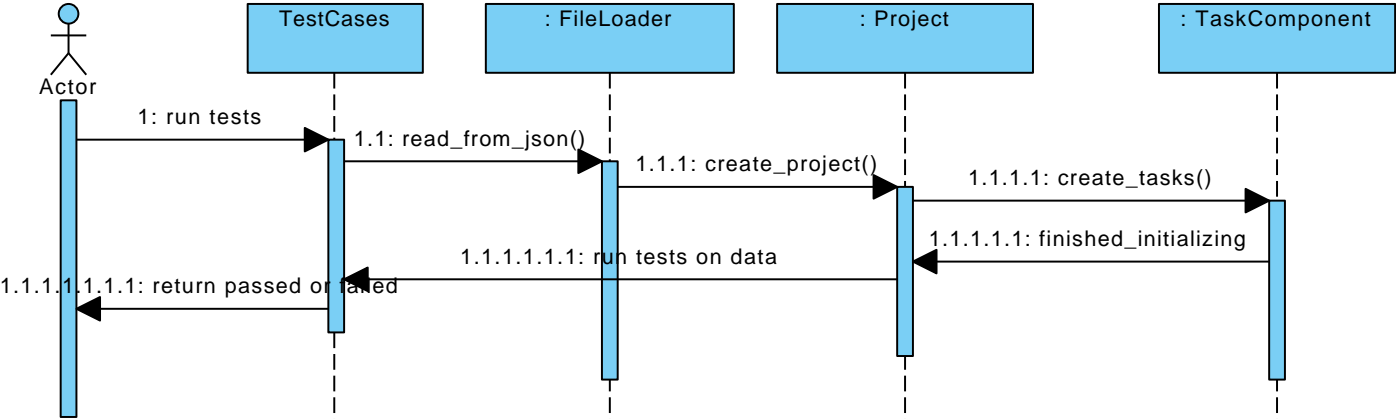 TestCases
: FileLoader
: Project
: TaskComponent
Actor
1: run tests
1.1: read_from_json()
1.1.1: create_project()
1.1.1.1: create_tasks()
1.1.1.1.1: finished_initializing
1.1.1.1.1.1: run tests on data
1.1.1.1.1.1.1: return passed or failed